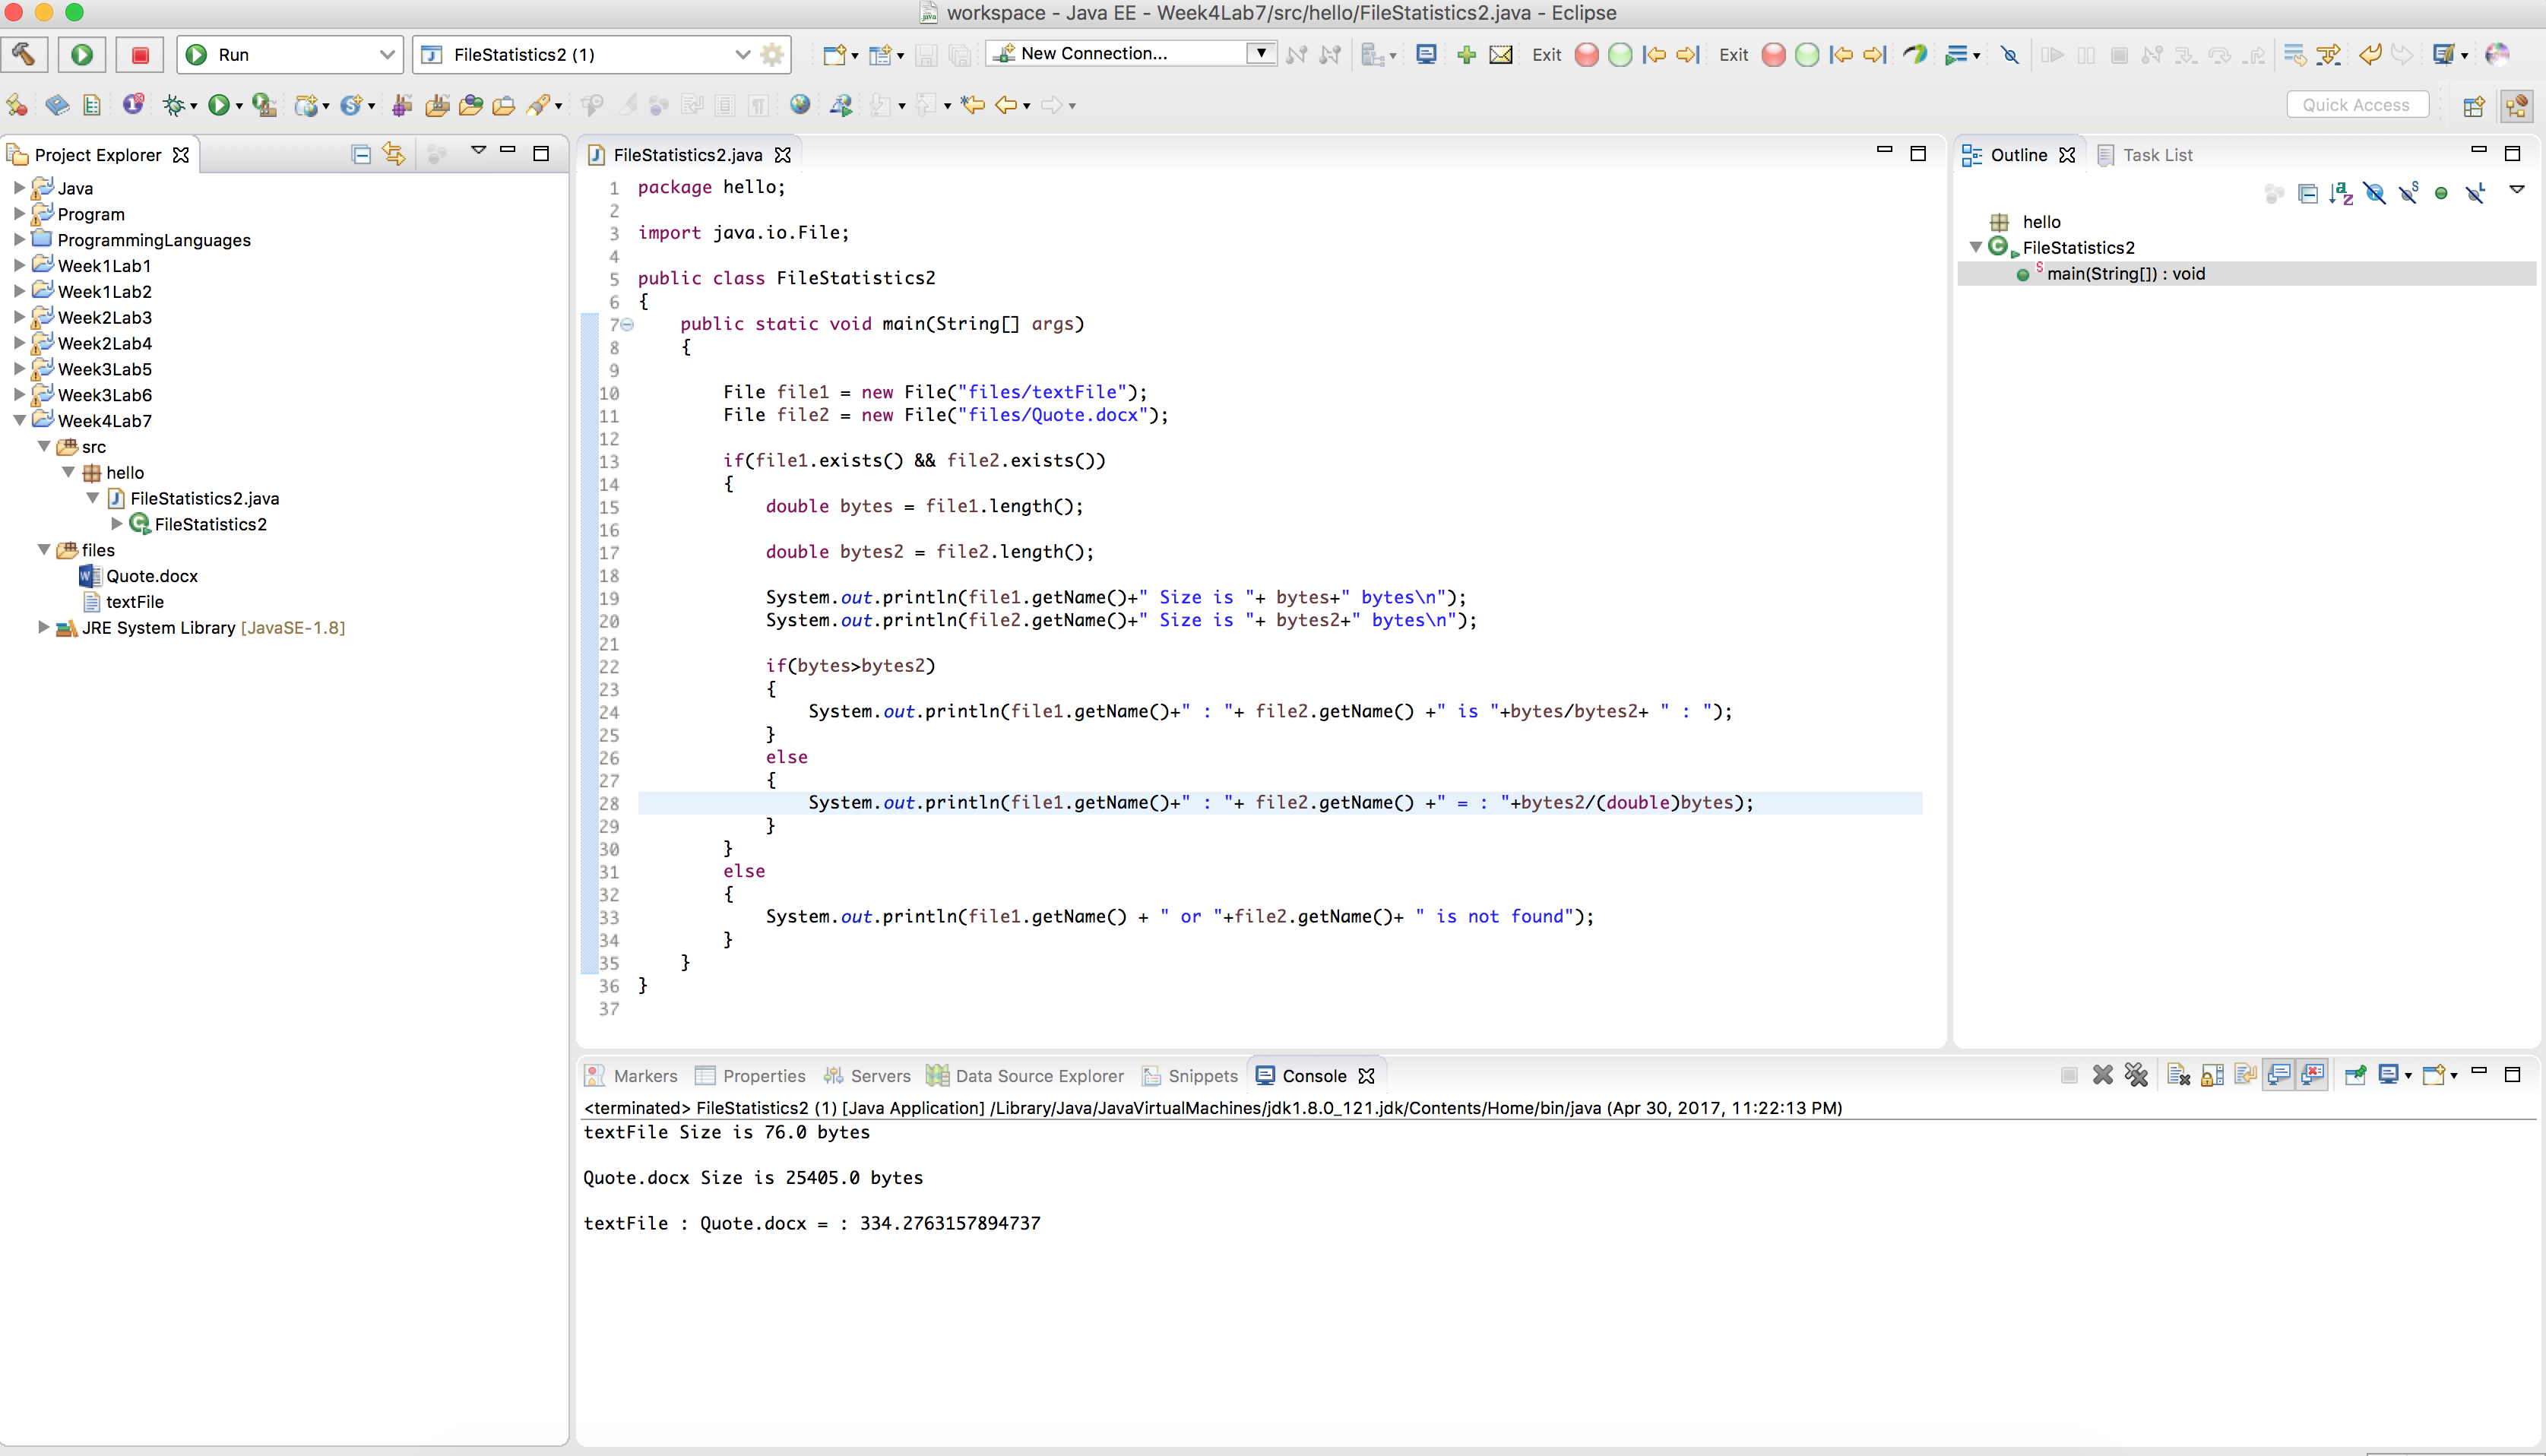 workspace - Java EE - Week4Lab7/src/hello/FileStatistics2.java - Eclipse
Run
FileStatistics2 (1)
New Connection...
Exit
Exit
Quick Access
Project Explorer
Java
Program
ProgrammingLanguages
Week1Lab1
Week1Lab2
Week2Lab3
Week2Lab4
Week3Lab5
Week3Lab6
Week4Lab7
src
hello
FileStatistics2.java
FileStatistics2
files
Quote.docx
textFile
JRE System Library [JavaSE-1.8]
FileStatistics2.java
1 package hello;
2
3 import java.io.File;
4
5 public class FileStatistics2
6 {
7 public static void main(String[] args)
8 {
9
10 File file1 = new File("files/textFile");
11 File file2 = new File("files/Quote.docx");
12
13 if(file1.exists() && file2.exists())
14 {
15 double bytes = file1.length();
16
17 double bytes2 = file2.length();
18
19 System.out.println(file1.getName()+" Size is "+ bytes+" bytes\n");
20 System.out.println(file2.getName()+" Size is "+ bytes2+" bytes\n");
21
22 if(bytes>bytes2)
23 {
24 System.out.println(file1.getName()+" : "+ file2.getName() +" is "+bytes/bytes2+ " : ");
25 }
26 else
27 {
28 System.out.println(file1.getName()+" : "+ file2.getName() +" = : "+bytes2/(double)bytes);
29 }
30 }
31 else
32 {
33 System.out.println(file1.getName() + " or "+file2.getName()+ " is not found");
34 }
35 }
36 }
37
Outline
Task List
hello
FileStatistics2
main(String[]) : void
Markers
Properties
Servers
Data Source Explorer
Snippets
Console
<terminated> FileStatistics2 (1) [Java Application] /Library/Java/JavaVirtualMachines/jdk1.8.0_121.jdk/Contents/Home/bin/java (Apr 30, 2017, 11:22:13 PM)
textFile Size is 76.0 bytes
Quote.docx Size is 25405.0 bytes
textFile : Quote.docx = : 334.2763157894737